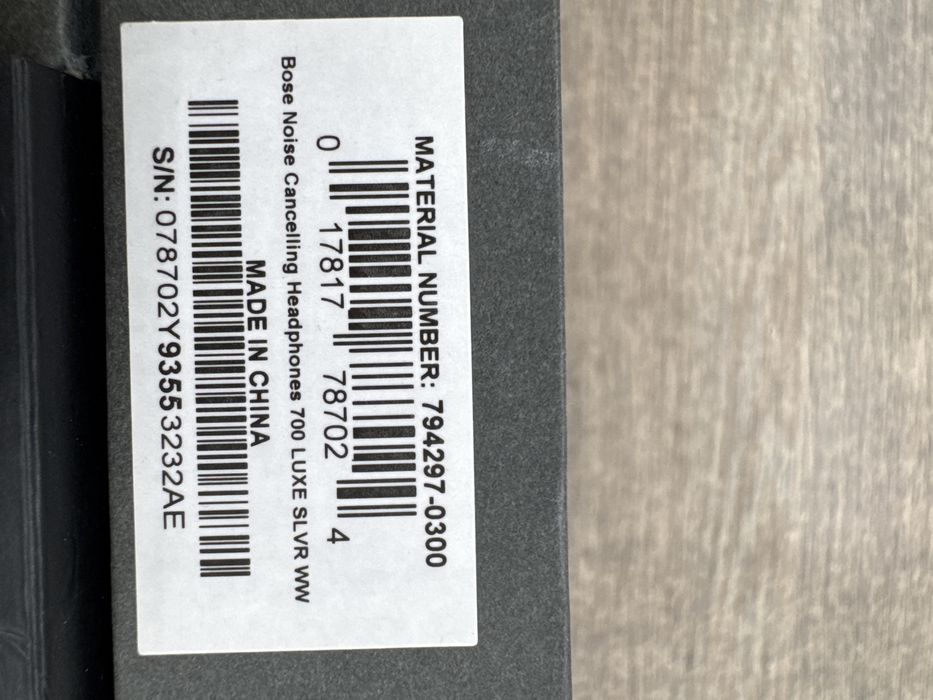 MATERIAL NUMBER: 794297-0300
0 17817 78702 4
Bose Noise Cancelling Headphones 700 LUXE SLVR WW
MADE IN CHINA
S/N: 078702Y93553232AE